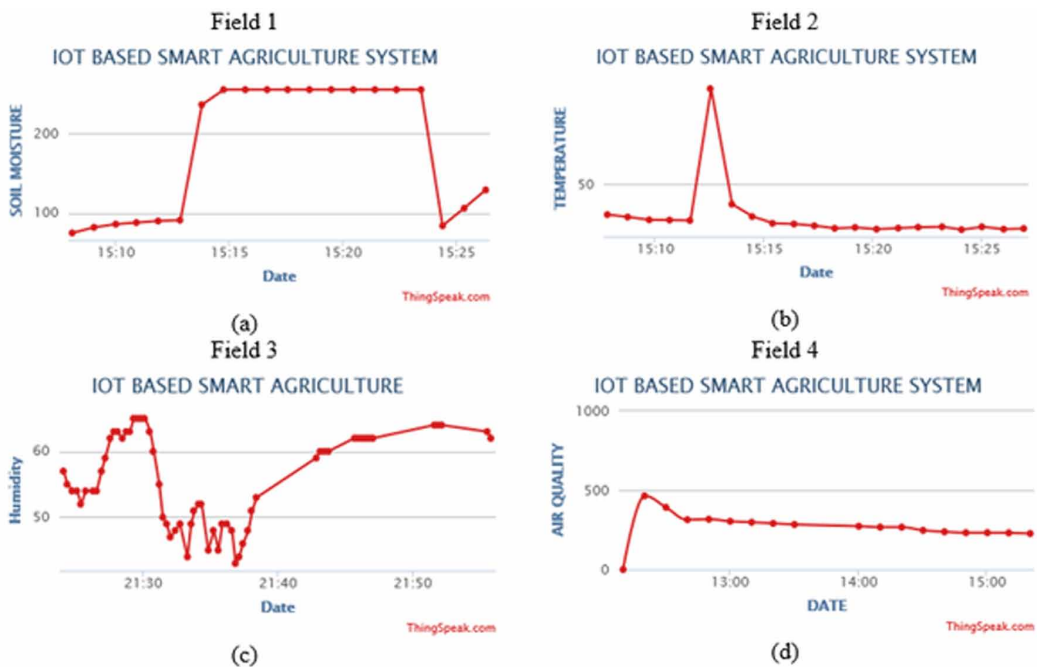 Field 1
IOT BASED SMART AGRICULTURE SYSTEM
SOIL MOISTURE
200
100
15:10 15:15 15:20 15:25
Date
ThingSpeak.com
(a)
Field 2
IOT BASED SMART AGRICULTURE SYSTEM
TEMPERATURE
50
15:10 15:15 15:20 15:25
Date
ThingSpeak.com
(b)
Field 3
IOT BASED SMART AGRICULTURE
Humidity
60
50
21:30 21:40 21:50
Date
ThingSpeak.com
(c)
Field 4
IOT BASED SMART AGRICULTURE SYSTEM
AIR QUALITY
1000
500
0
13:00 14:00 15:00
DATE
ThingSpeak.com
(d)